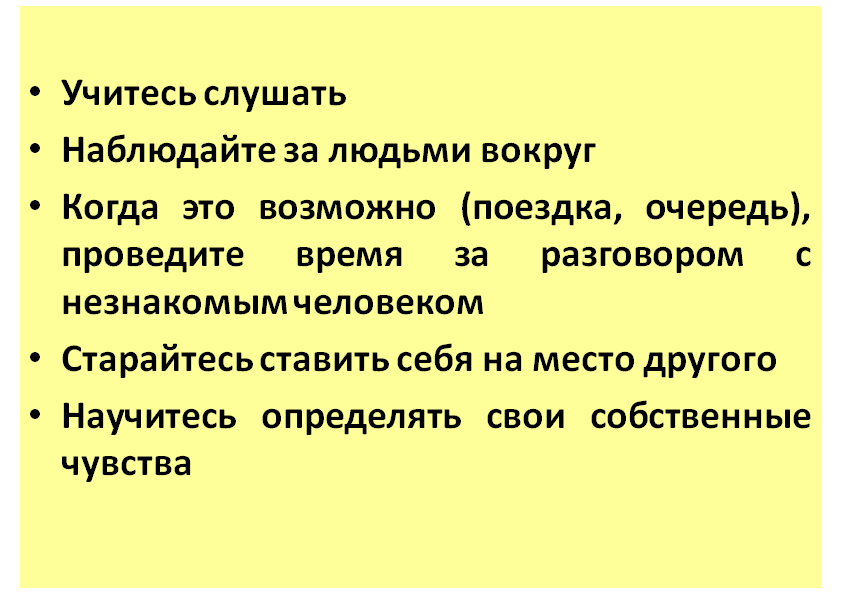 • Учитесь слушать
• Наблюдайте за людьми вокруг
• Когда это возможно (поездка, очередь),
проведите время за разговором с
незнакомым человеком
• Старайтесь ставить себя на место другого
• Научитесь определять свои собственные
чувства